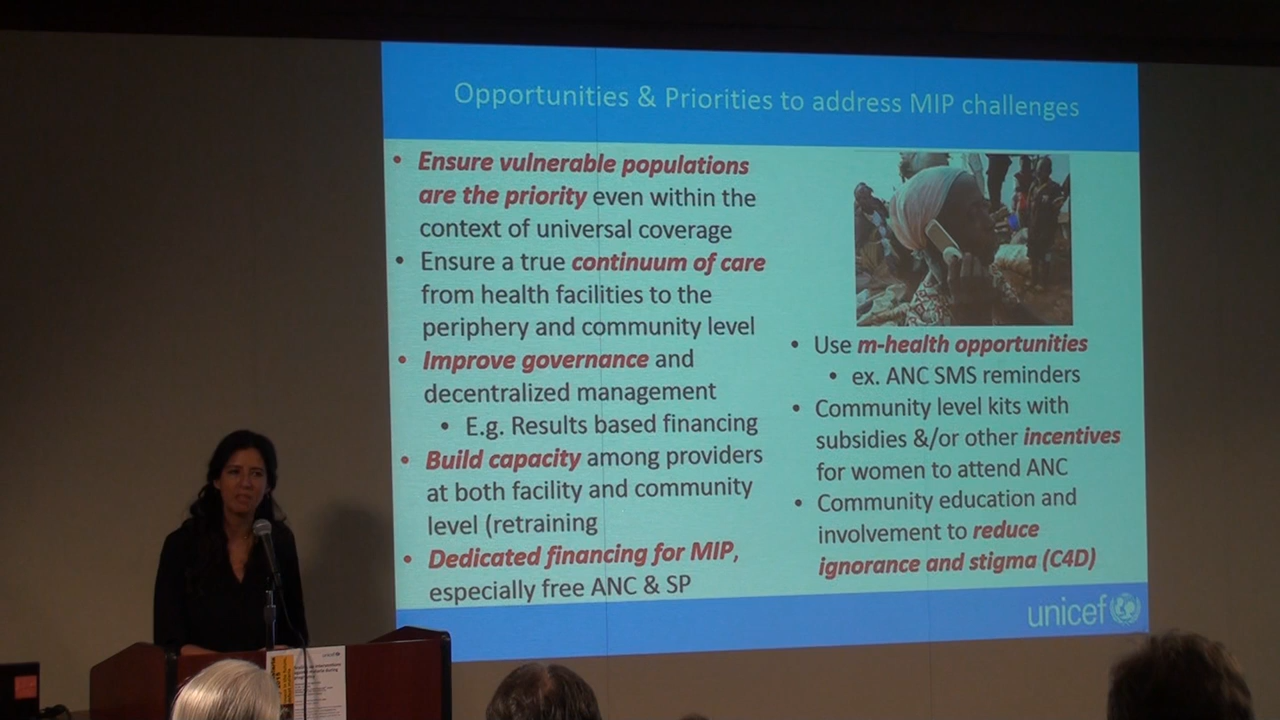 Opportunities & Priorities to address MIP challenges
• Ensure vulnerable populations
are the priority even within the
context of universal coverage
• Ensure a true continuum of care
from health facilities to the
periphery and community level
• Improve governance and
decentralized management
• E.g. Results based financing
• Build capacity among providers
at both facility and community
level (retraining
• Dedicated financing for MIP,
especially free ANC & SP
• Use m-health opportunities
• ex. ANC SMS reminders
• Community level kits with
subsidies &/or other incentives
for women to attend ANC
• Community education and
involvement to reduce
ignorance and stigma (C4D)
unicef